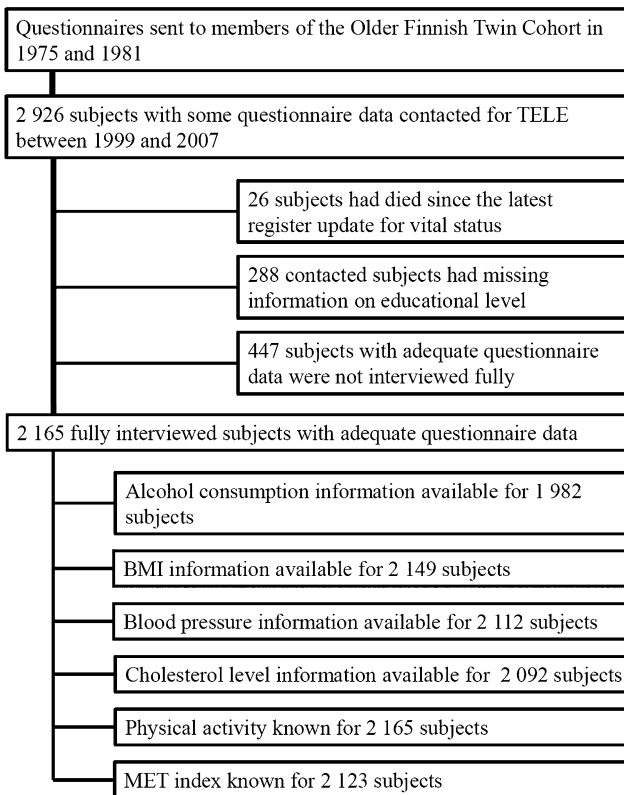 Questionnaires sent to members of the Older Finnish Twin Cohort in
1975 and 1981
2 926 subjects with some questionnaire data contacted for TELE
between 1999 and 2007
26 subjects had died since the latest
register update for vital status
288 contacted subjects had missing
information on educational level
447 subjects with adequate questionnaire
data were not interviewed fully
2 165 fully interviewed subjects with adequate questionnaire data
Alcohol consumption information available for 1 982
subjects
BMI information available for 2 149 subjects
Blood pressure information available for 2 112 subjects
Cholesterol level information available for 2 092 subjects
Physical activity known for 2 165 subjects
MET index known for 2 123 subjects